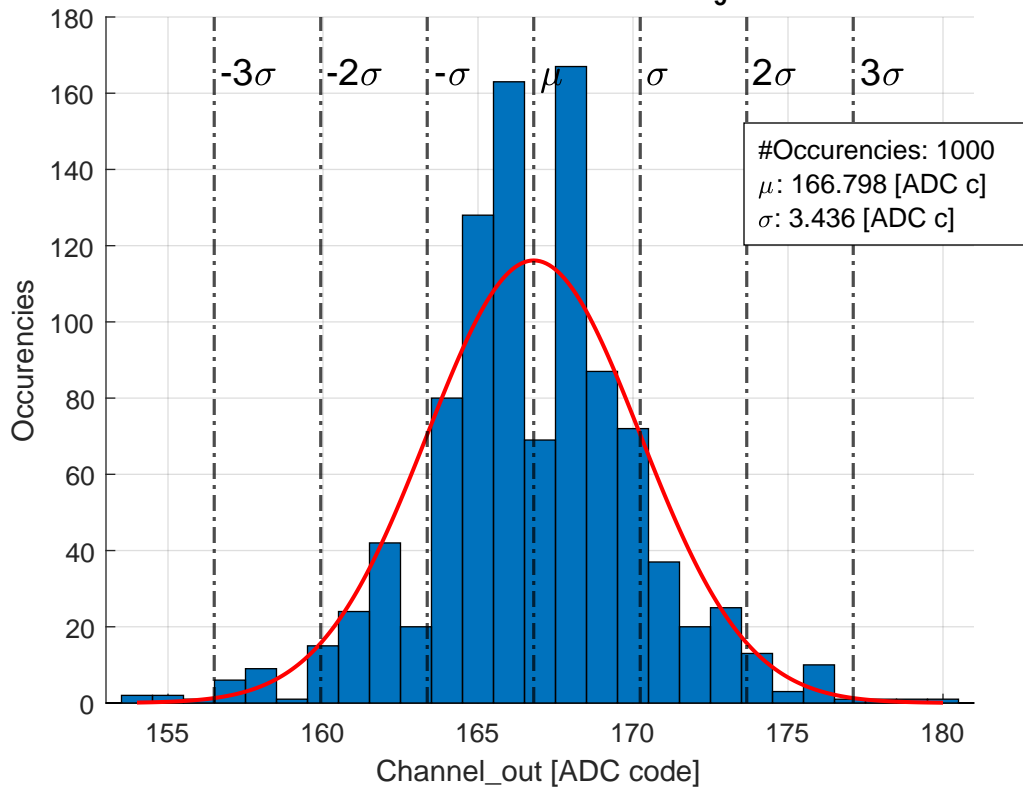 180
160
140
120
100
80
60
40
20
0
Occurencies
-3σ
-2σ
-σ
μ
σ
2σ
3σ
#Occurencies: 1000
μ: 166.798 [ADC c]
σ: 3.436 [ADC c]
155
160
165
170
175
180
Channel_out [ADC code]